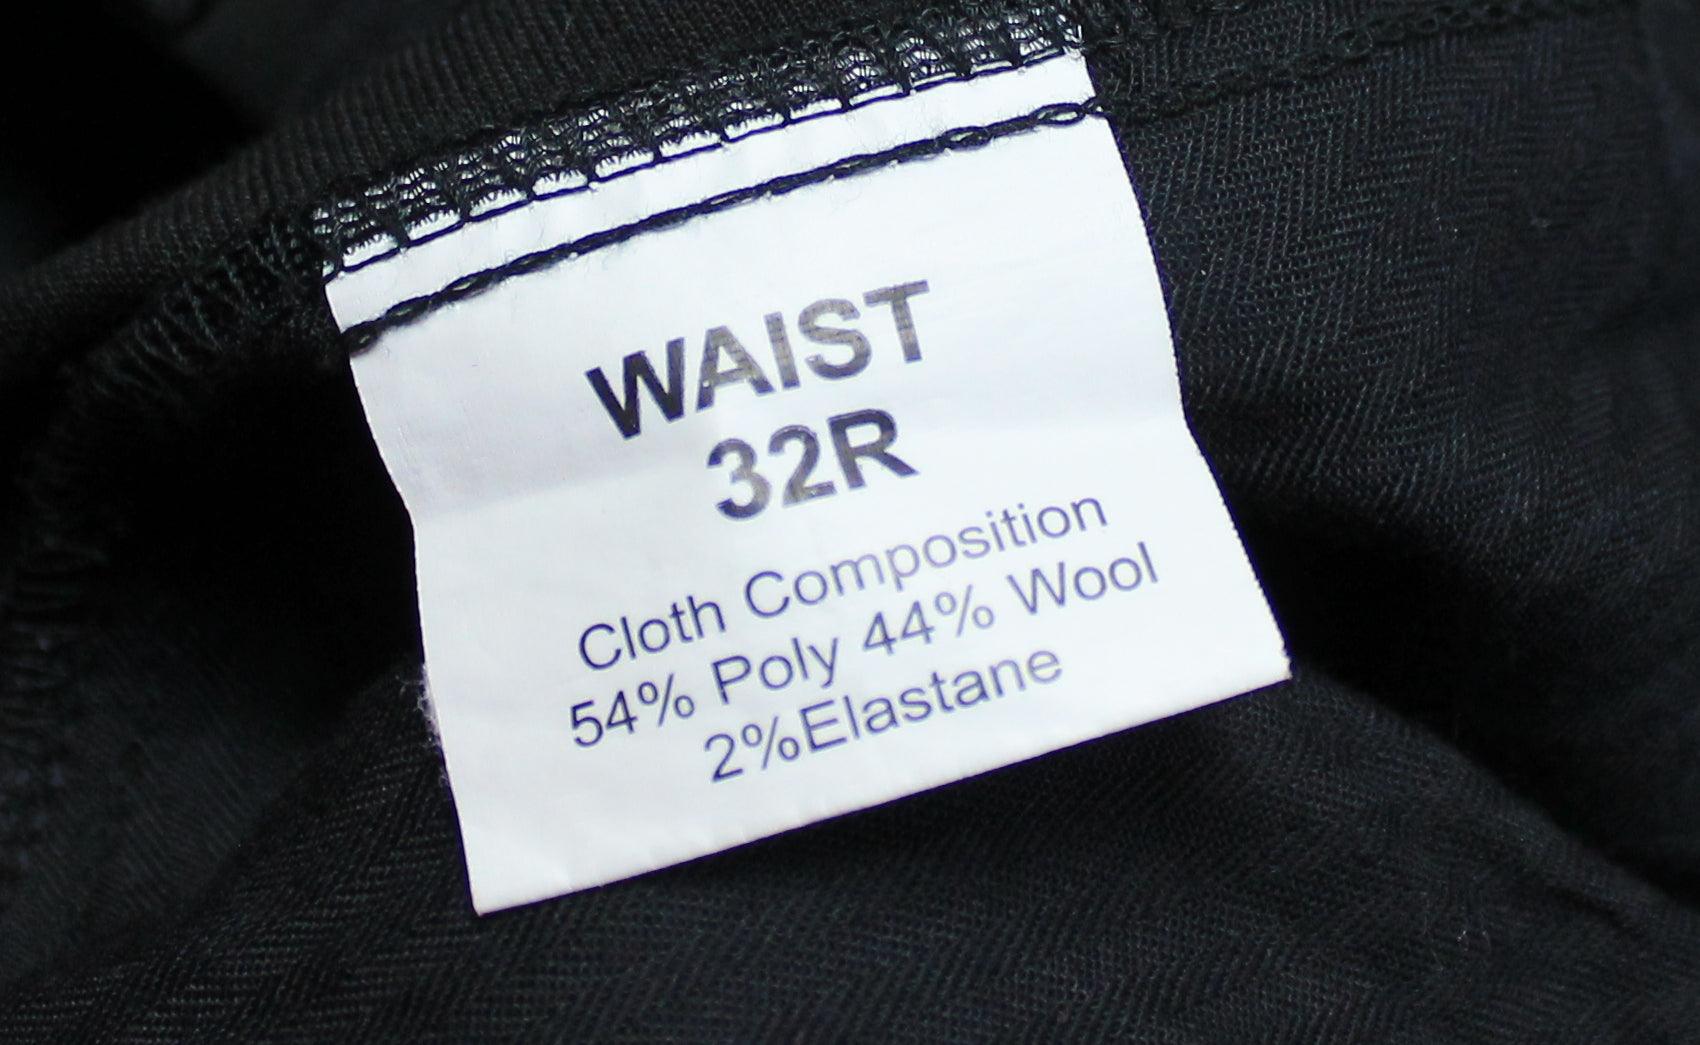 WAIST
32R
Cloth Composition
54% Poly 44% Wool
2%Elastane